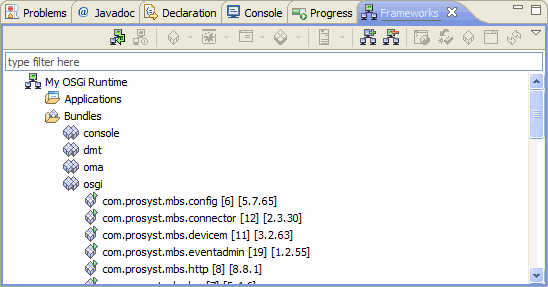 Problems @ Javadoc Declaration Console Progress Frameworks
type filter here
My OSGi Runtime
Applications
Bundles
console
dmt
oma
osgi
com.prosyst.mbs.config [6] [5.7.65]
com.prosyst.mbs.connector [12] [2.3.30]
com.prosyst.mbs.devicem [11] [3.2.63]
com.prosyst.mbs.eventadmin [19] [1.2.55]
com.prosyst.mbs.http [8] [8.8.1]